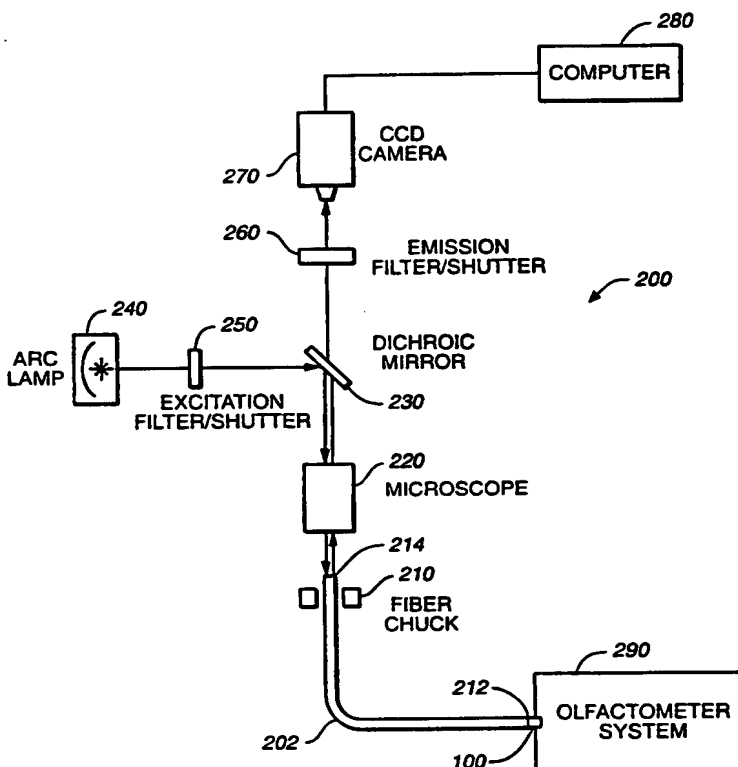 280
COMPUTER
CCD
CAMERA
270
260
EMISSION
FILTER/SHUTTER
200
240
250
ARC
LAMP
DICHROIC
MIRROR
230
EXCITATION
FILTER/SHUTTER
220
MICROSCOPE
214
210
FIBER
CHUCK
290
212
OLFACTOMETER
SYSTEM
202
100